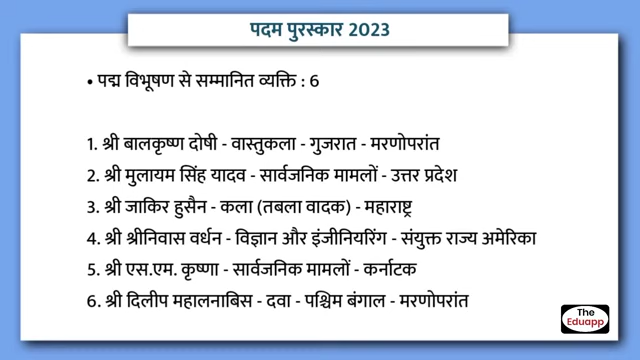 पदम पुरस्कार 2023
• पद्म विभूषण से सम्मानित व्यक्ति : 6
1. श्री बालकृष्ण दोषी - वास्तुकला - गुजरात - मरणोपरांत
2. श्री मुलायम सिंह यादव - सार्वजनिक मामलों - उत्तर प्रदेश
3. श्री जाकिर हुसैन - कला (तबला वादक) - महाराष्ट्र
4. श्री श्रीनिवास वर्धन - विज्ञान और इंजीनियरिंग - संयुक्त राज्य अमेरिका
5. श्री एस.एम. कृष्णा - सार्वजनिक मामलों - कर्नाटक
6. श्री दिलीप महालनाबिस - दवा - पश्चिम बंगाल - मरणोपरांत
The
Eduapp